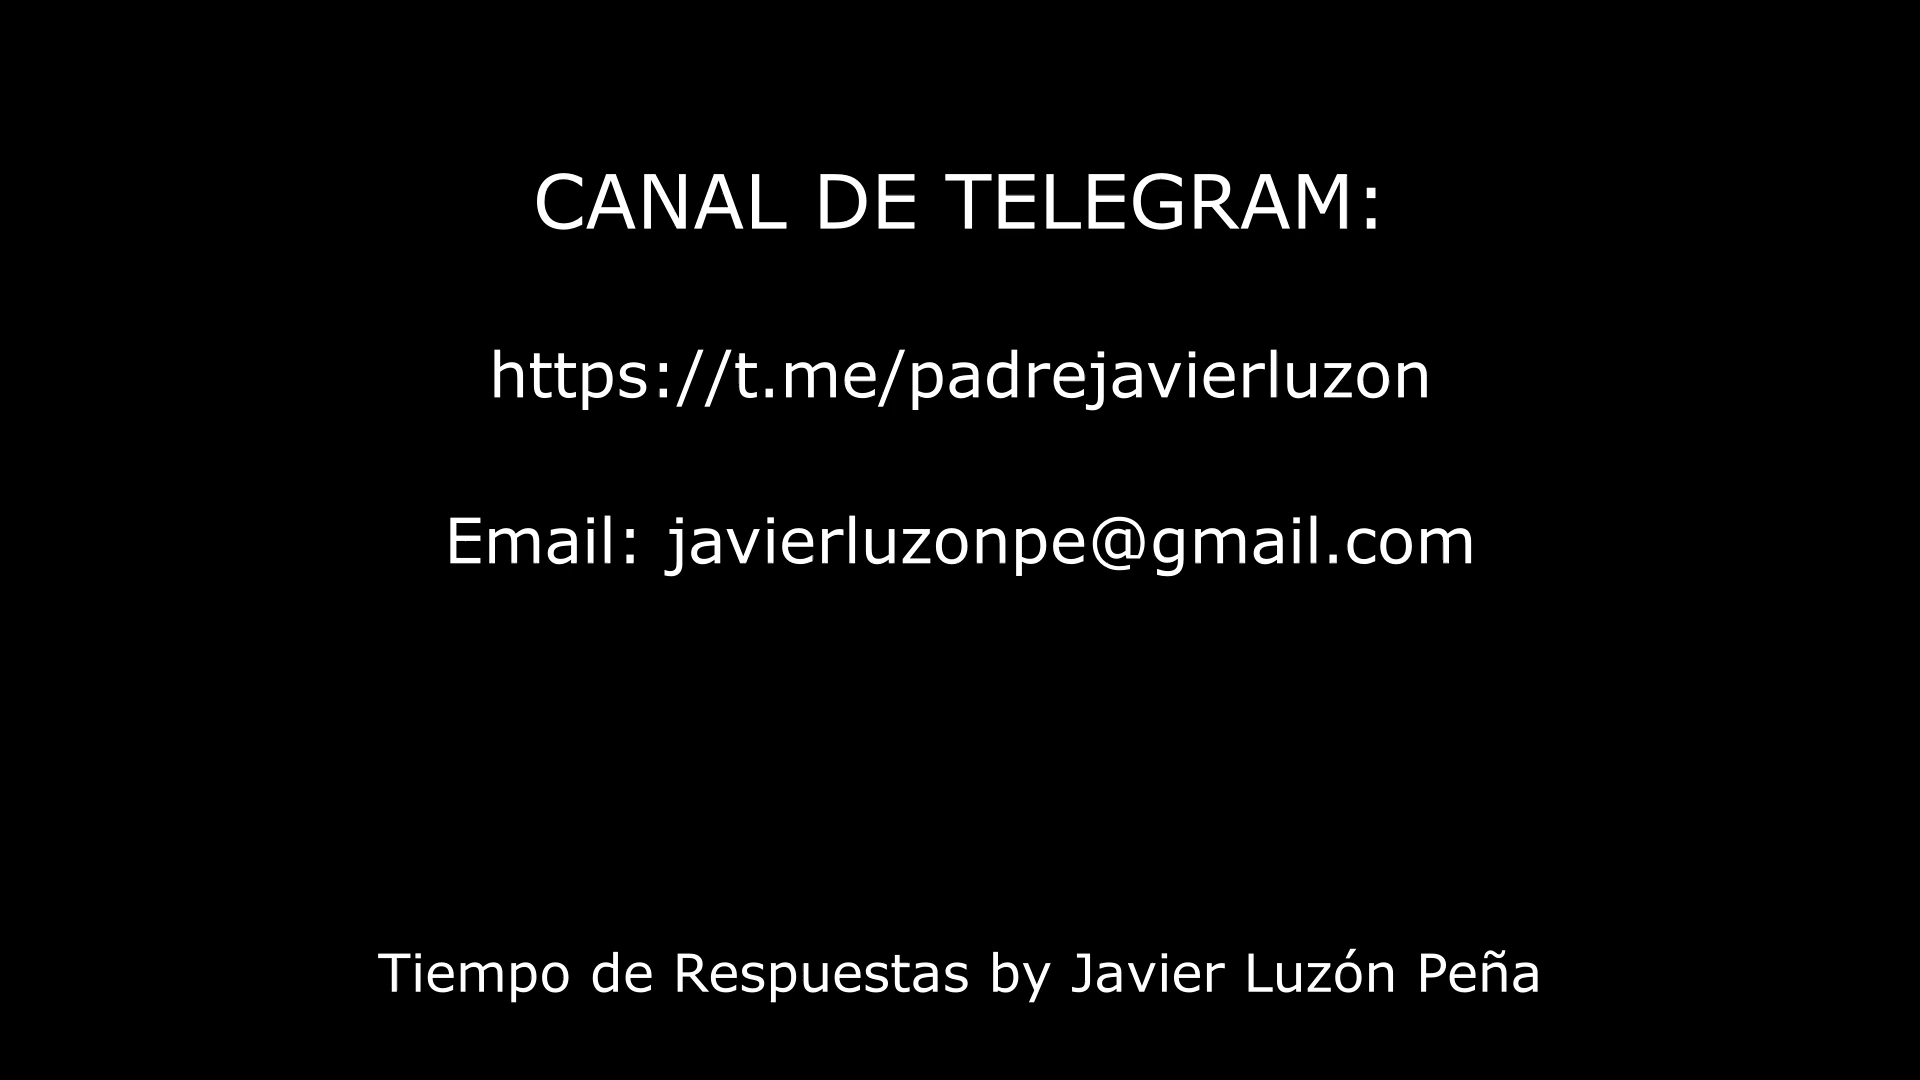 CANAL DE TELEGRAM:
https://t.me/padrejavierluzon
Email: javierluzonpe@gmail.com
Tiempo de Respuestas by Javier Luzón Peña